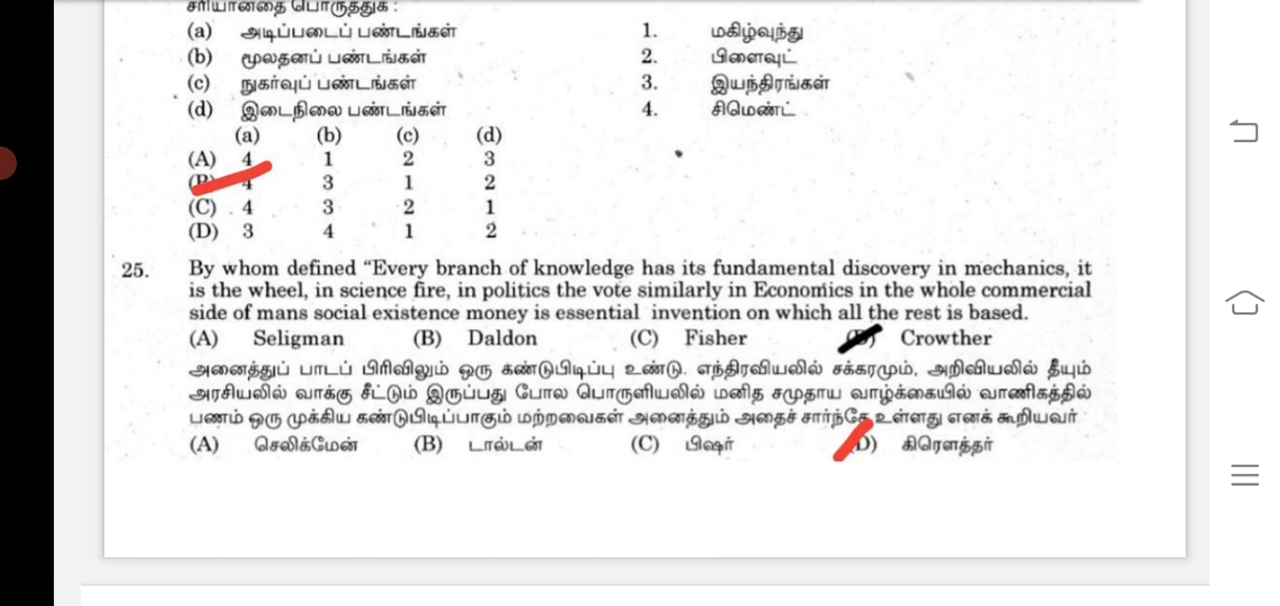 சரியானதை பொருத்துக :
(a) அடிப்படைப் பண்டங்கள் 1. மகிழ்வுந்து
(b) மூலதனப் பண்டங்கள் 2. பிளைவுட்
(c) நுகர்வுப் பண்டங்கள் 3. இயந்திரங்கள்
(d) இடைநிலை பண்டங்கள் 4. சிமெண்ட்
(a) (b) (c) (d)
(A) 4 1 2 3
(B) 4 3 1 2
(C) 4 3 2 1
(D) 3 4 1 2
25. By whom defined “Every branch of knowledge has its fundamental discovery in mechanics, it
is the wheel, in science fire, in politics the vote similarly in Economics in the whole commercial
side of mans social existence money is essential invention on which all the rest is based.
(A) Seligman (B) Daldon (C) Fisher (D) Crowther
அனைத்துப் பாடப் பிரிவிலும் ஒரு கண்டுபிடிப்பு உண்டு. எந்திரவியலில் சக்கரமும், அறிவியலில் தீயும்
அரசியலில் வாக்கு சீட்டும் இருப்பது போல பொருளியலில் மனித சமுதாய வாழ்க்கையில் வாணிகத்தில்
பணம் ஒரு முக்கிய கண்டுபிடிப்பாகும் மற்றவைகள் அனைத்தும் அதைச் சார்ந்தே உள்ளது எனக் கூறியவர்
(A) செலிக்மேன் (B) டால்டன் (C) பிஷர் (D) கிரௌத்தர்